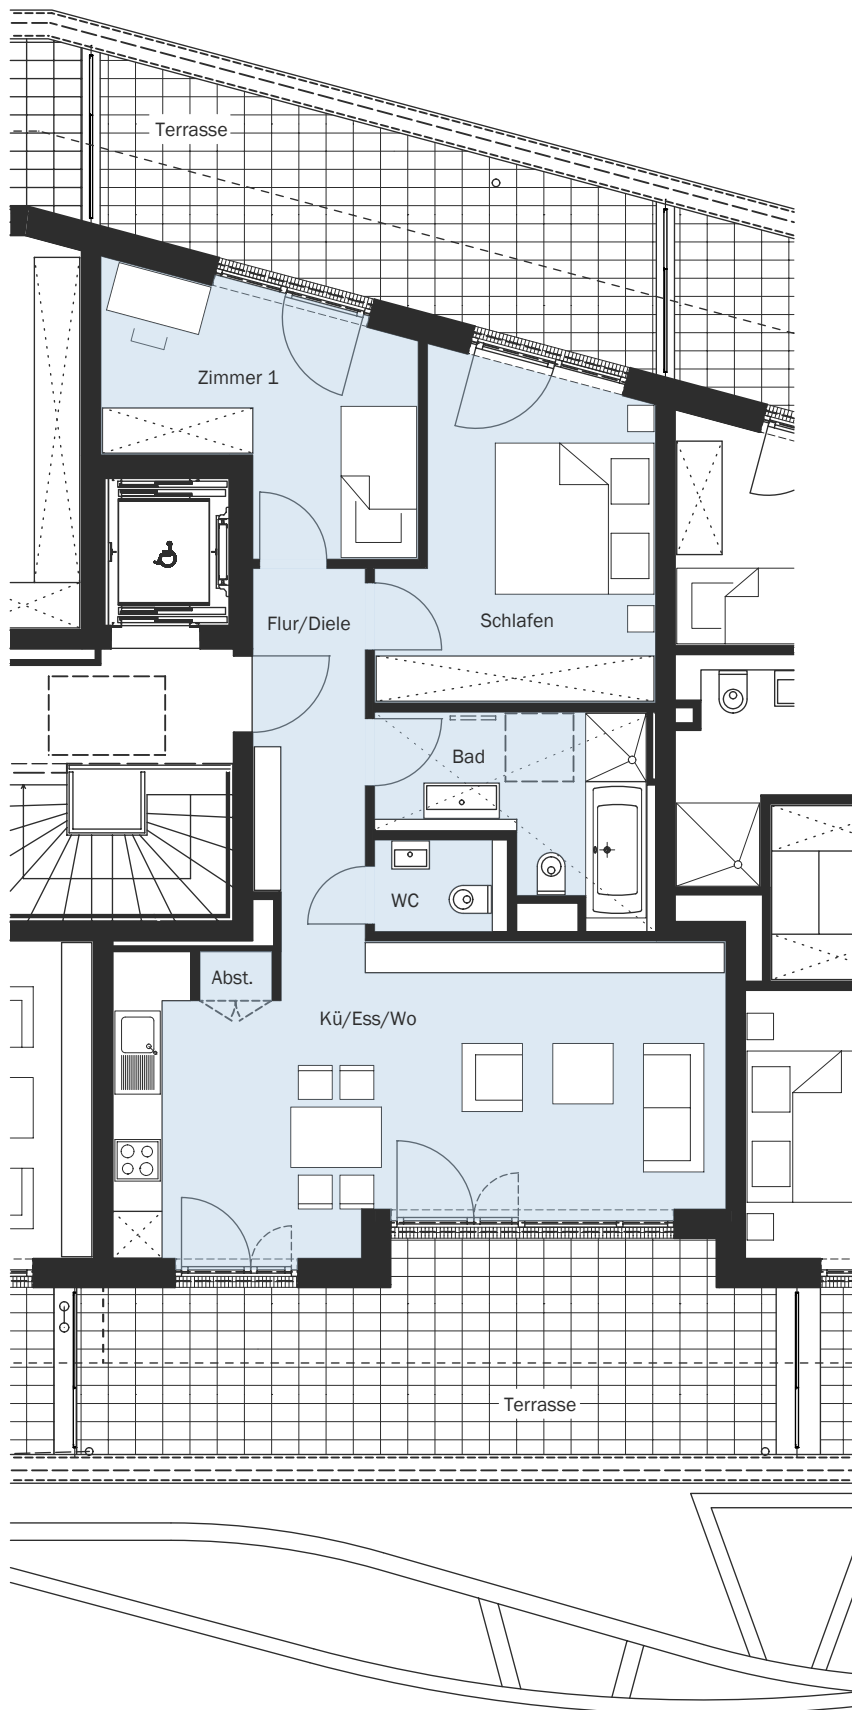 Terrasse
Zimmer 1
Flur/Diele
Schlafen
Bad
WC
Abst.
Kü/Ess/Wo
Terrasse